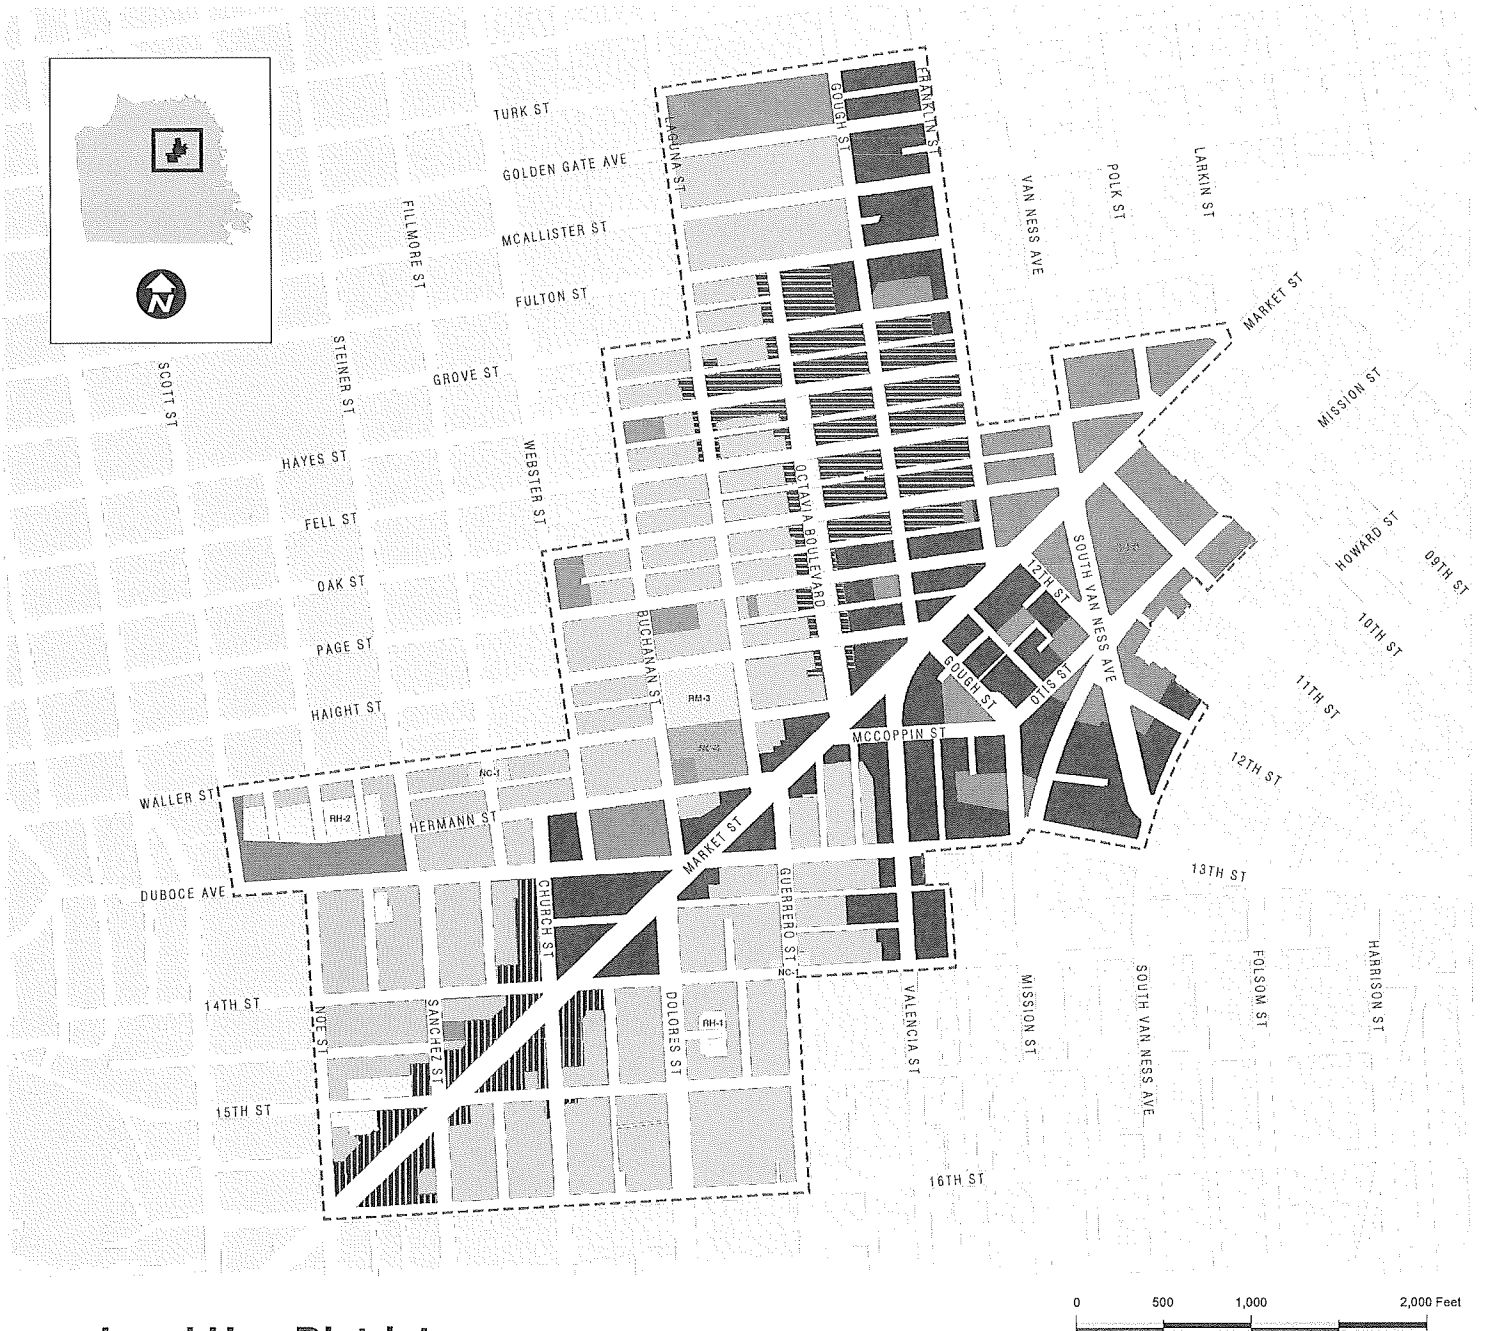 TURK ST
GOLDEN GATE AVE
MCALLISTER ST
FULTON ST
GROVE ST
HAYES ST
FELL ST
OAK ST
PAGE ST
HAIGHT ST
WALLER ST
HERMANN ST
DUBOCE AVE
14TH ST
15TH ST
16TH ST
SCOTT ST
STEINER ST
FILLMORE ST
WEBSTER ST
BUCHANAN ST
LAGUNA ST
OCTAVIA BOULEVARD
GOUGH ST
FRANKLIN ST
VAN NESS AVE
POLK ST
LARKIN ST
MARKET ST
MISSION ST
HOWARD ST
09TH ST
10TH ST
11TH ST
12TH ST
13TH ST
12TH ST
SOUTH VAN NESS AVE
GOUGH ST
OTIS ST
MCCOPPIN ST
MARKET ST
CHURCH ST
GUERRERO ST
NOE ST
SANCHEZ ST
DOLORES ST
VALENCIA ST
MISSION ST
SOUTH VAN NESS AVE
FOLSOM ST
HARRISON ST
RM-3
NC-1
RH-2
NC-1
RH-1
N
0 500 1,000 2,000 Feet